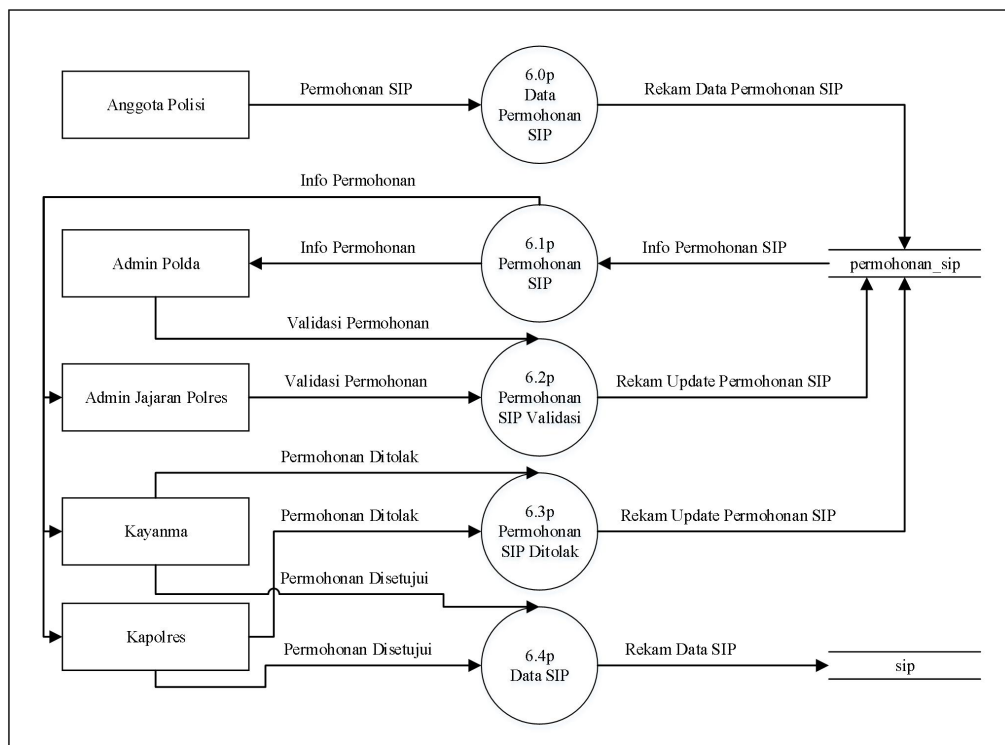 Anggota Polisi
Permohonan SIP
6.0p
Data
Permohonan
SIP
Rekam Data Permohonan SIP
Info Permohonan
Admin Polda
Info Permohonan
6.1p
Permohonan
SIP
Info Permohonan SIP
permohonan_sip
Validasi Permohonan
Admin Jajaran Polres
Validasi Permohonan
6.2p
Permohonan
SIP Validasi
Rekam Update Permohonan SIP
Permohonan Ditolak
Kayanma
Permohonan Ditolak
6.3p
Permohonan
SIP Ditolak
Rekam Update Permohonan SIP
Permohonan Disetujui
Kapolres
Permohonan Disetujui
6.4p
Data SIP
Rekam Data SIP
sip